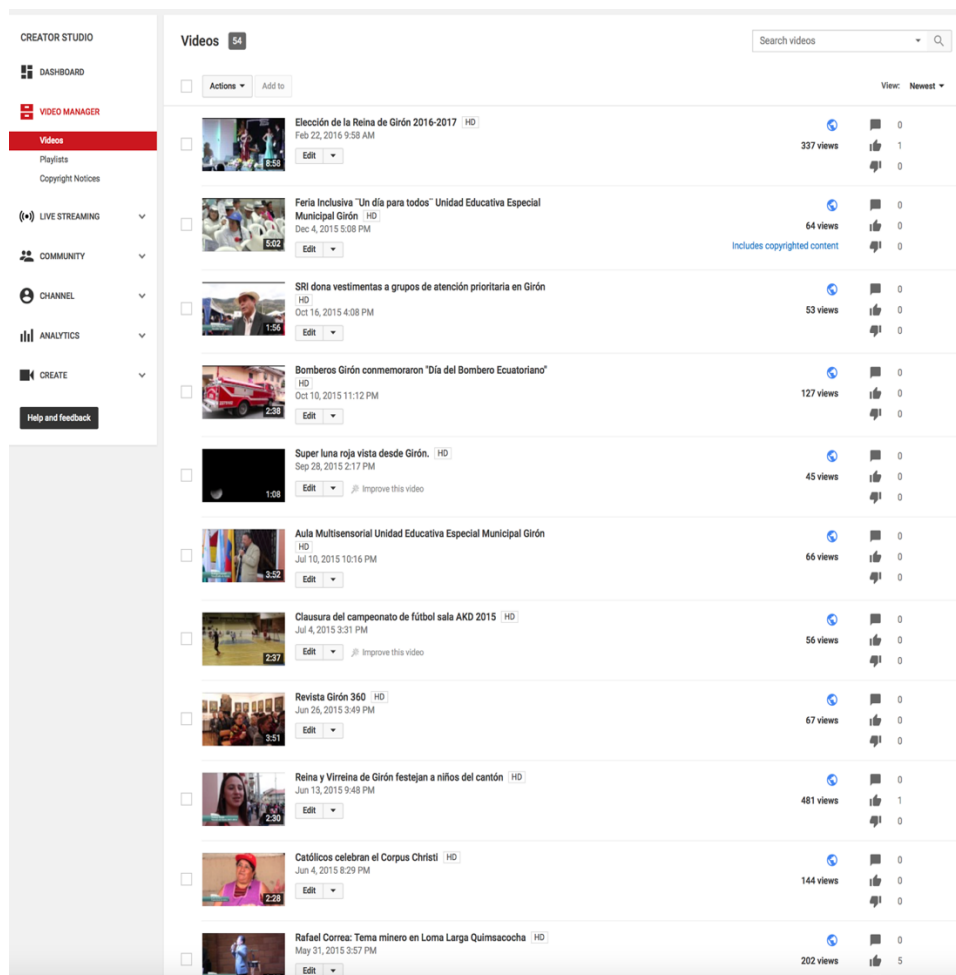 CREATOR STUDIO
DASHBOARD
VIDEO MANAGER
Videos
Playlists
Copyright Notices
LIVE STREAMING
COMMUNITY
CHANNEL
ANALYTICS
CREATE
Help and feedback
Videos 54
Search videos
Actions Add to
View: Newest
Elección de la Reina de Girón 2016-2017 HD
Feb 22, 2016 9:58 AM
Edit
8:58
337 views
0
1
0
Feria Inclusiva ¨Un día para todos¨ Unidad Educativa Especial
Municipal Girón HD
Dec 4, 2015 5:08 PM
Edit
5:02
64 views
Includes copyrighted content
0
0
0
SRI dona vestimentas a grupos de atención prioritaria en Girón
HD
Oct 16, 2015 4:08 PM
Edit
1:56
53 views
0
0
0
Bomberos Girón conmemoraron "Día del Bombero Ecuatoriano"
HD
Oct 10, 2015 11:12 PM
Edit
2:38
127 views
0
0
0
Super luna roja vista desde Girón. HD
Sep 28, 2015 2:17 PM
Edit Improve this video
1:08
45 views
0
0
0
Aula Multisensorial Unidad Educativa Especial Municipal Girón
HD
Jul 10, 2015 10:16 PM
Edit
3:52
66 views
0
0
0
Clausura del campeonato de fútbol sala AKD 2015 HD
Jul 4, 2015 3:31 PM
Edit Improve this video
2:37
56 views
0
0
0
Revista Girón 360 HD
Jun 26, 2015 3:49 PM
Edit
3:51
67 views
0
0
0
Reina y Virreina de Girón festejan a niños del cantón HD
Jun 13, 2015 9:48 PM
Edit
2:30
481 views
0
1
0
Católicos celebran el Corpus Christi HD
Jun 4, 2015 8:29 PM
Edit
2:28
144 views
0
0
0
Rafael Correa: Tema minero en Loma Larga Quimsacocha HD
May 31, 2015 3:57 PM
Edit
202 views
0
5